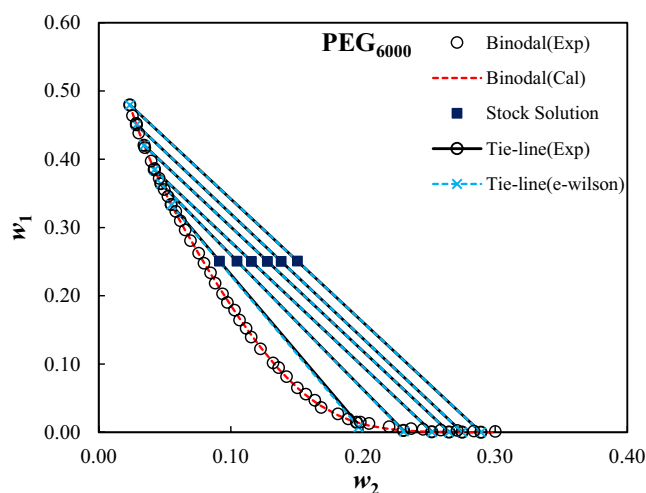 PEG6000
0.60
0.50
0.40
0.30
0.20
0.10
0.00
w1
Binodal(Exp)
Binodal(Cal)
Stock Solution
Tie-line(Exp)
Tie-line(e-wilson)
0.00 0.10 0.20 0.30 0.40
w2